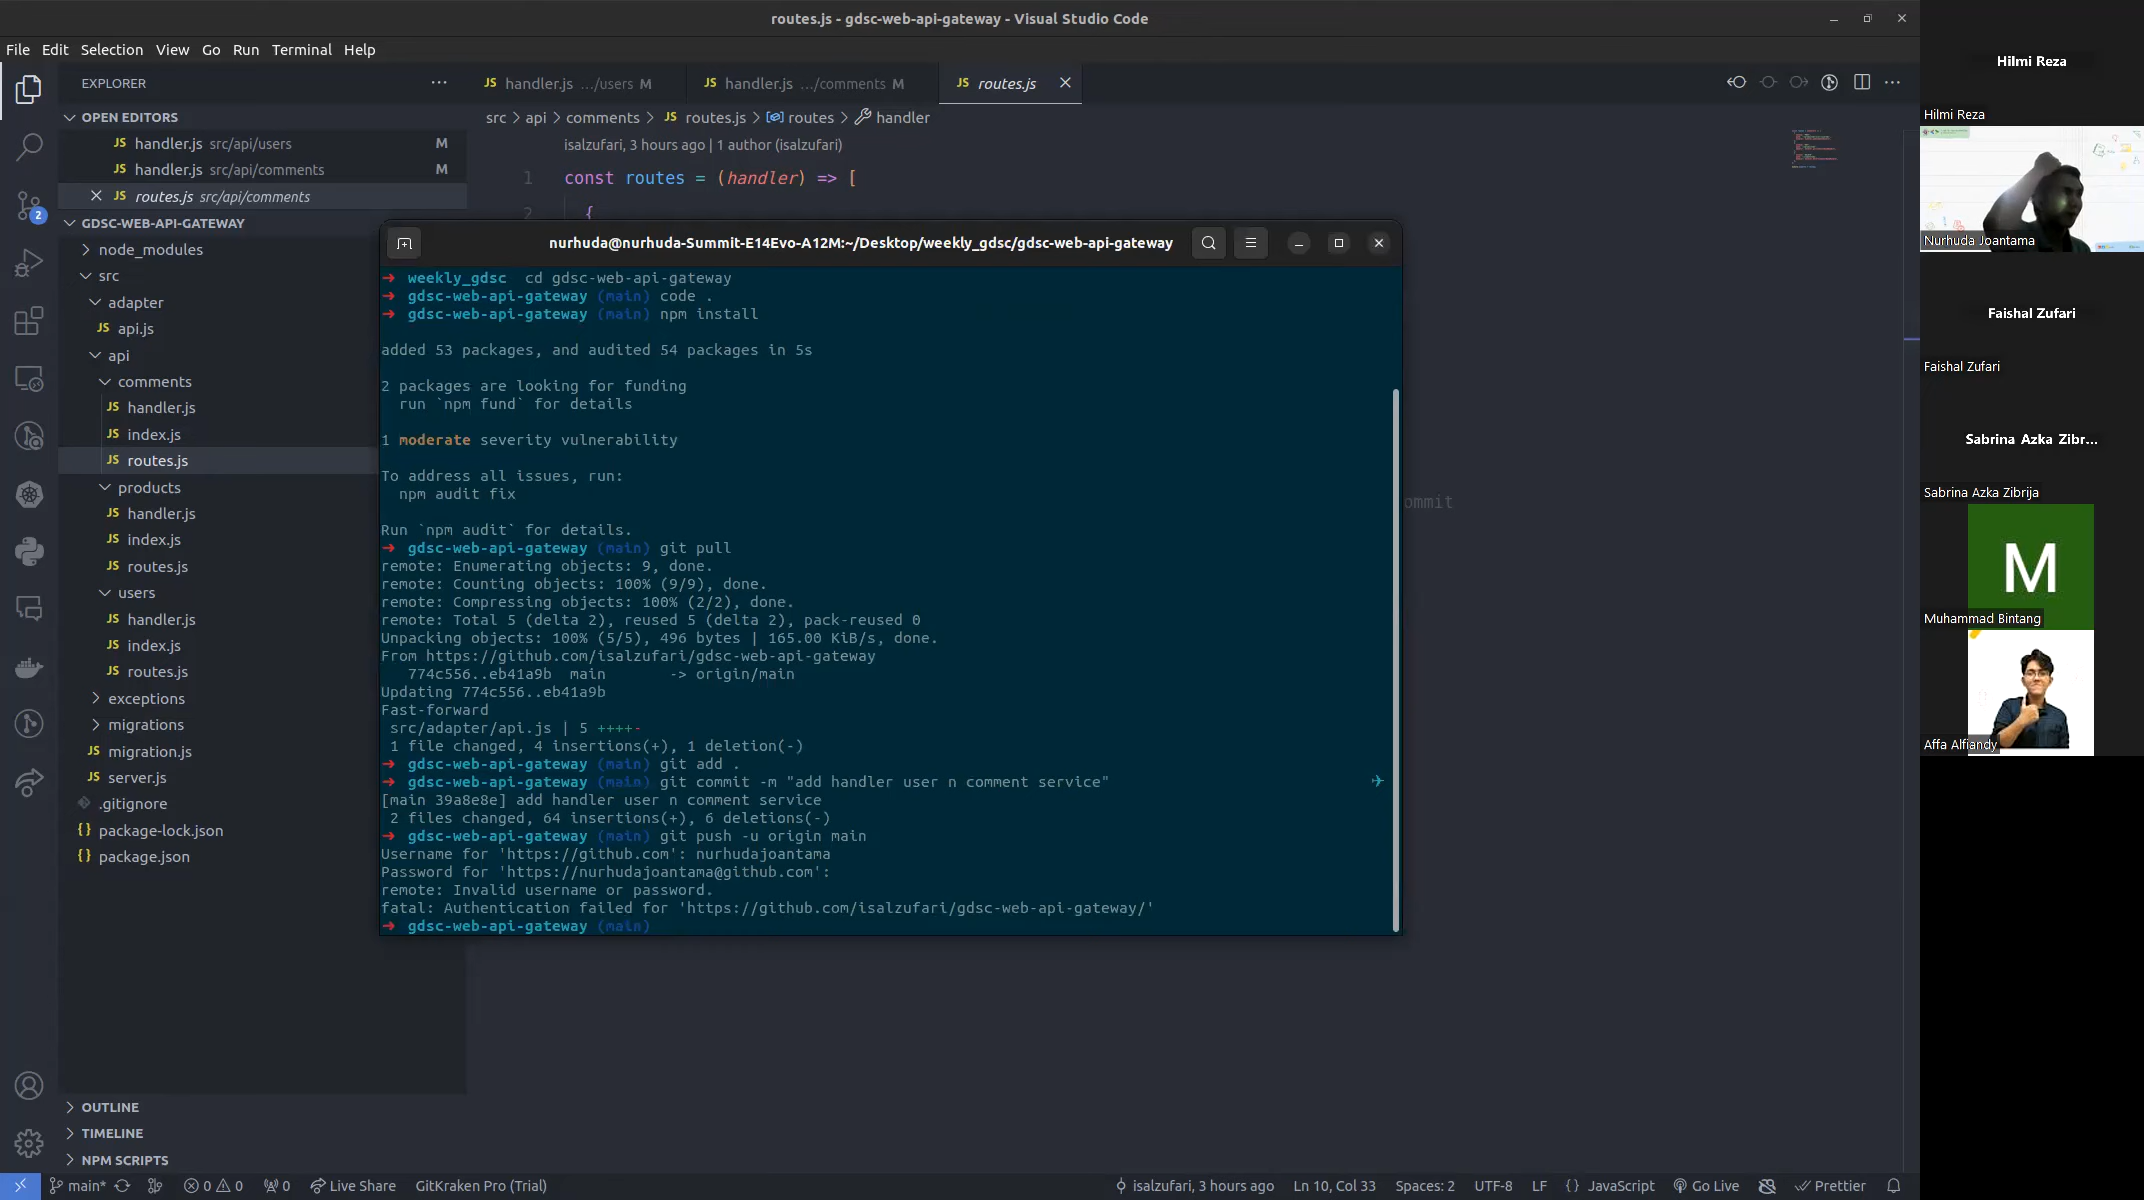 routes.js - gdsc-web-api-gateway - Visual Studio Code
File Edit Selection View Go Run Terminal Help
EXPLORER
handler.js .../users M
handler.js .../comments M
routes.js
OPEN EDITORS
handler.js src/api/users M
handler.js src/api/comments M
routes.js src/api/comments
GDSC-WEB-API-GATEWAY
node_modules
src
adapter
JS api.js
api
comments
JS handler.js
JS index.js
JS routes.js
products
JS handler.js
JS index.js
JS routes.js
users
JS handler.js
JS index.js
JS routes.js
exceptions
migrations
JS migration.js
JS server.js
.gitignore
{} package-lock.json
{} package.json
OUTLINE
TIMELINE
NPM SCRIPTS
2
src > api > comments > JS routes.js > routes > handler
isalzufari, 3 hours ago | 1 author (isalzufari)
1 const routes = (handler) => [
2 {
ommit
nurhuda@nurhuda-Summit-E14Evo-A12M:~/Desktop/weekly_gdsc/gdsc-web-api-gateway
➜ weekly_gdsc cd gdsc-web-api-gateway
➜ gdsc-web-api-gateway (main) code .
➜ gdsc-web-api-gateway (main) npm install
added 53 packages, and audited 54 packages in 5s
2 packages are looking for funding
run `npm fund` for details
1 moderate severity vulnerability
To address all issues, run:
npm audit fix
Run `npm audit` for details.
➜ gdsc-web-api-gateway (main) git pull
remote: Enumerating objects: 9, done.
remote: Counting objects: 100% (9/9), done.
remote: Compressing objects: 100% (2/2), done.
remote: Total 5 (delta 2), reused 5 (delta 2), pack-reused 0
Unpacking objects: 100% (5/5), 496 bytes | 165.00 KiB/s, done.
From https://github.com/isalzufari/gdsc-web-api-gateway
774c556..eb41a9b main -> origin/main
Updating 774c556..eb41a9b
Fast-forward
src/adapter/api.js | 5 ++++-
1 file changed, 4 insertions(+), 1 deletion(-)
➜ gdsc-web-api-gateway (main) git add .
➜ gdsc-web-api-gateway (main) git commit -m "add handler user n comment service"
[main 39a8e8e] add handler user n comment service
2 files changed, 64 insertions(+), 6 deletions(-)
➜ gdsc-web-api-gateway (main) git push -u origin main
Username for 'https://github.com': nurhudajoantama
Password for 'https://nurhudajoantama@github.com':
remote: Invalid username or password.
fatal: Authentication failed for 'https://github.com/isalzufari/gdsc-web-api-gateway/'
➜ gdsc-web-api-gateway (main)
main* 0 0 0 Live Share GitKraken Pro (Trial)
isalzufari, 3 hours ago Ln 10, Col 33 Spaces: 2 UTF-8 LF {} JavaScript Go Live Prettier
Hilmi Reza
Hilmi Reza
Nurhuda Joantama
Faishal Zufari
Faishal Zufari
Sabrina Azka Zibr...
Sabrina Azka Zibrija
M
Muhammad Bintang
Affa Alfiandy